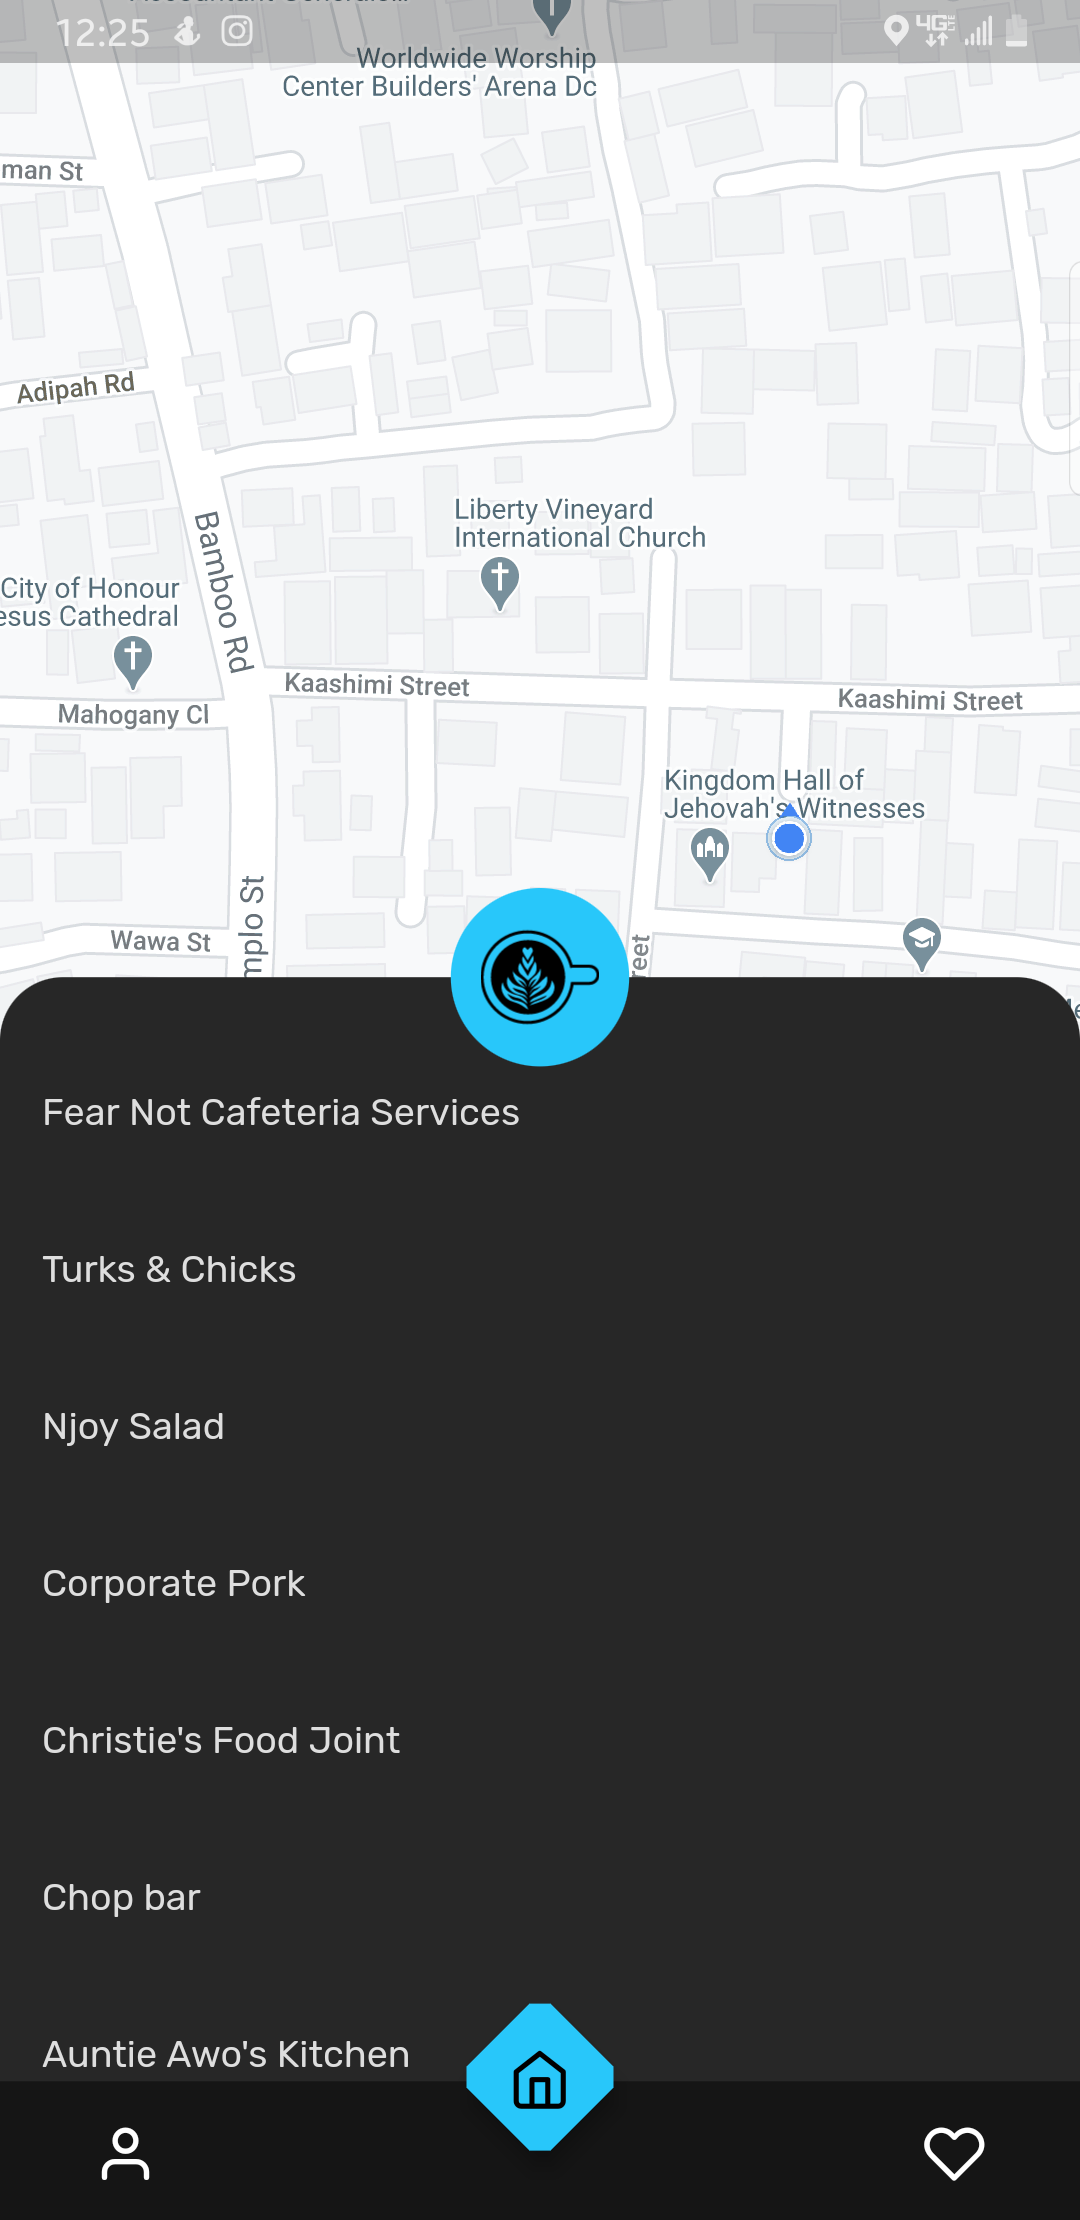 12:25
4G LTE
Worldwide Worship
Center Builders' Arena Dc
man St
Adipah Rd
Bamboo Rd
Liberty Vineyard
International Church
City of Honour
esus Cathedral
Kaashimi Street
Kaashimi Street
Mahogany Cl
Kingdom Hall of
Jehovah's Witnesses
Wawa St
mplo St
reet
Fear Not Cafeteria Services
Turks & Chicks
Njoy Salad
Corporate Pork
Christie's Food Joint
Chop bar
Auntie Awo's Kitchen